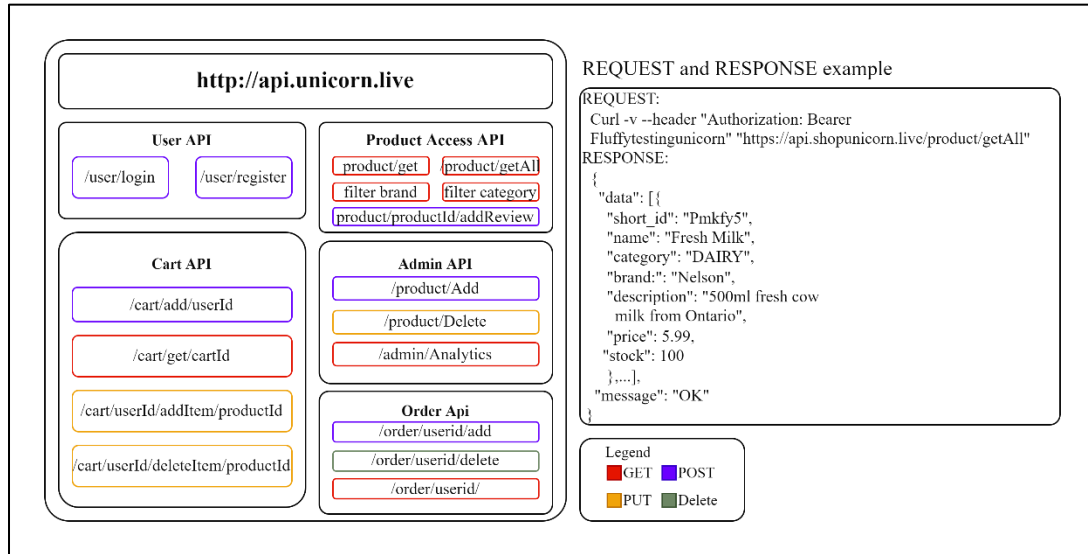 http://api.unicorn.live
User API
/user/login
/user/register
Product Access API
product/get
/product/getAll
filter brand
filter category
product/productId/addReview
Cart API
/cart/add/userId
/cart/get/cartId
/cart/userId/addItem/productId
/cart/userId/deleteItem/productId
Admin API
/product/Add
/product/Delete
/admin/Analytics
Order Api
/order/userid/add
/order/userid/delete
/order/userid/
REQUEST and RESPONSE example
REQUEST:
Curl -v --header "Authorization: Bearer
Fluffytestingunicorn" "https://api.shopunicorn.live/product/getAll"
RESPONSE:
{
"data": [{
"short_id": "Pmkfy5",
"name": "Fresh Milk",
"category": "DAIRY",
"brand:": "Nelson",
"description": "500ml fresh cow
milk from Ontario",
"price": 5.99,
"stock": 100
},...],
"message": "OK"
}
Legend
GET
POST
PUT
Delete